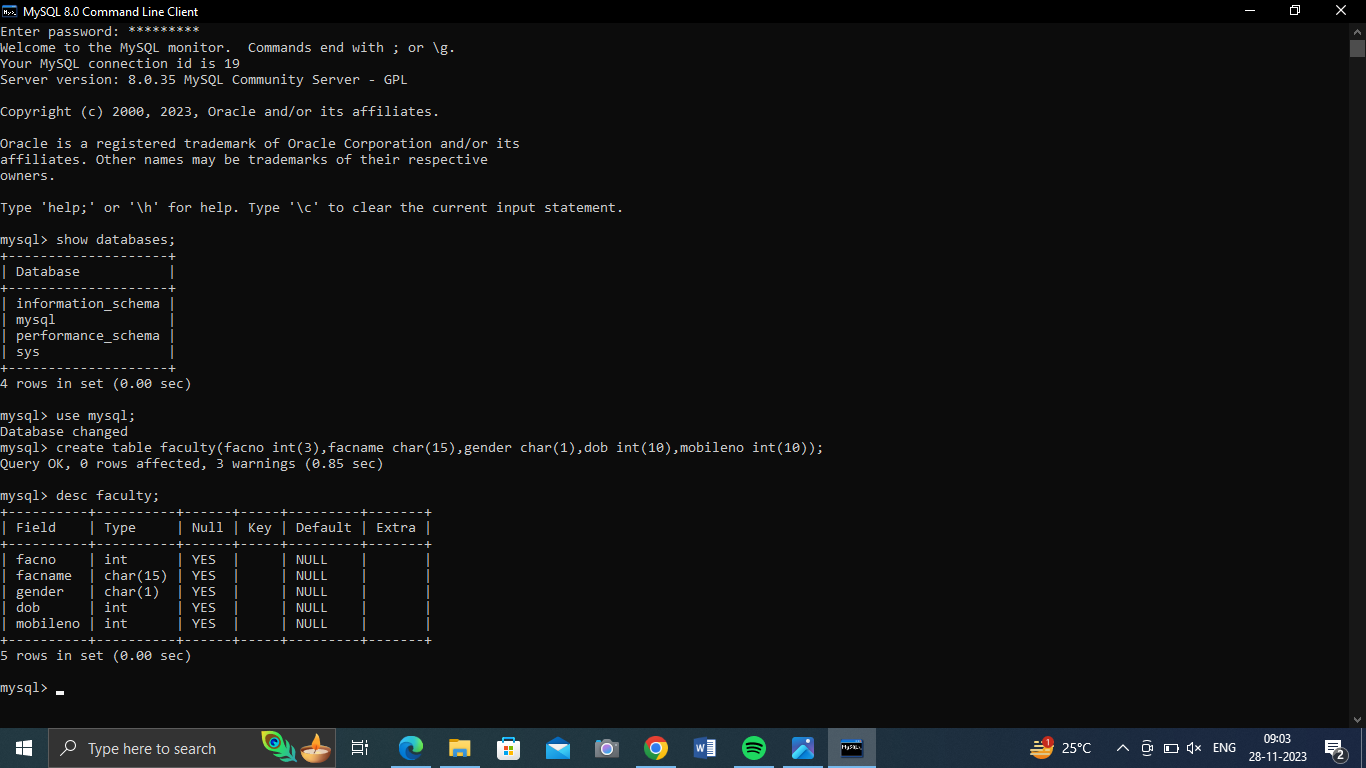 MySQL 8.0 Command Line Client
Enter password: *********
Welcome to the MySQL monitor.  Commands end with ; or \g.
Your MySQL connection id is 19
Server version: 8.0.35 MySQL Community Server - GPL
Copyright (c) 2000, 2023, Oracle and/or its affiliates.
Oracle is a registered trademark of Oracle Corporation and/or its
affiliates. Other names may be trademarks of their respective
owners.
Type 'help;' or '\h' for help. Type '\c' to clear the current input statement.
mysql> show databases;
+--------------------+
| Database           |
+--------------------+
| information_schema |
| mysql              |
| performance_schema |
| sys                |
+--------------------+
4 rows in set (0.00 sec)
mysql> use mysql;
Database changed
mysql> create table faculty(facno int(3),facname char(15),gender char(1),dob int(10),mobileno int(10));
Query OK, 0 rows affected, 3 warnings (0.85 sec)
mysql> desc faculty;
+----------+----------+------+-----+---------+-------+
| Field    | Type     | Null | Key | Default | Extra |
+----------+----------+------+-----+---------+-------+
| facno    | int      | YES  |     | NULL    |       |
| facname  | char(15) | YES  |     | NULL    |       |
| gender   | char(1)  | YES  |     | NULL    |       |
| dob      | int      | YES  |     | NULL    |       |
| mobileno | int      | YES  |     | NULL    |       |
+----------+----------+------+-----+---------+-------+
5 rows in set (0.00 sec)
mysql>
Type here to search
1
25°C
ENG
09:03
28-11-2023
2